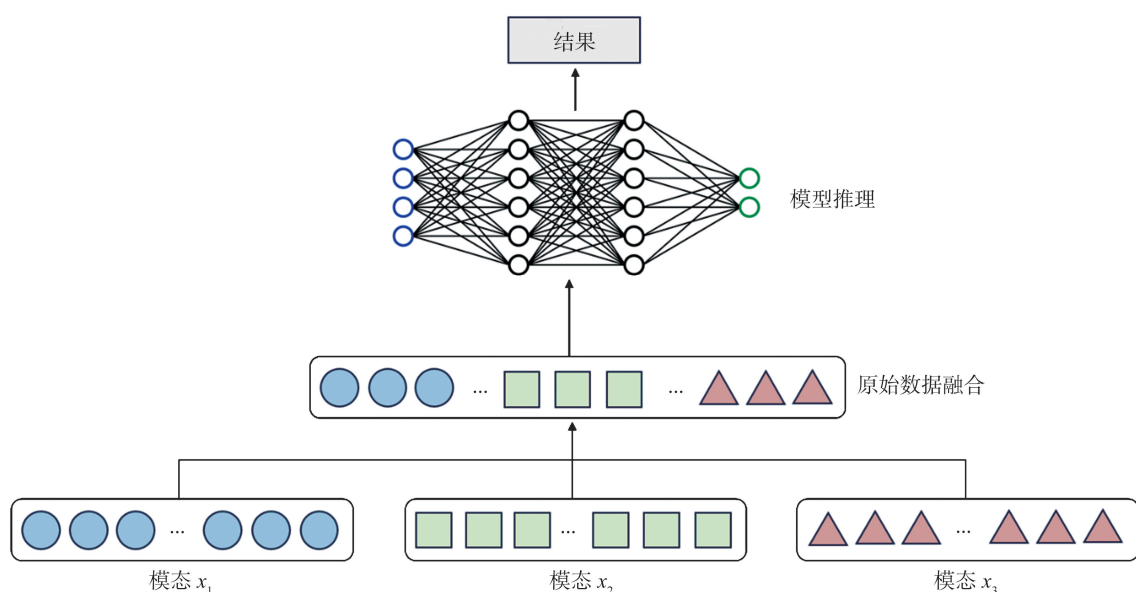 结果
模型推理
... ...
原始数据融合
... ... ...
模态 x₁
模态 x₂
模态 x₃